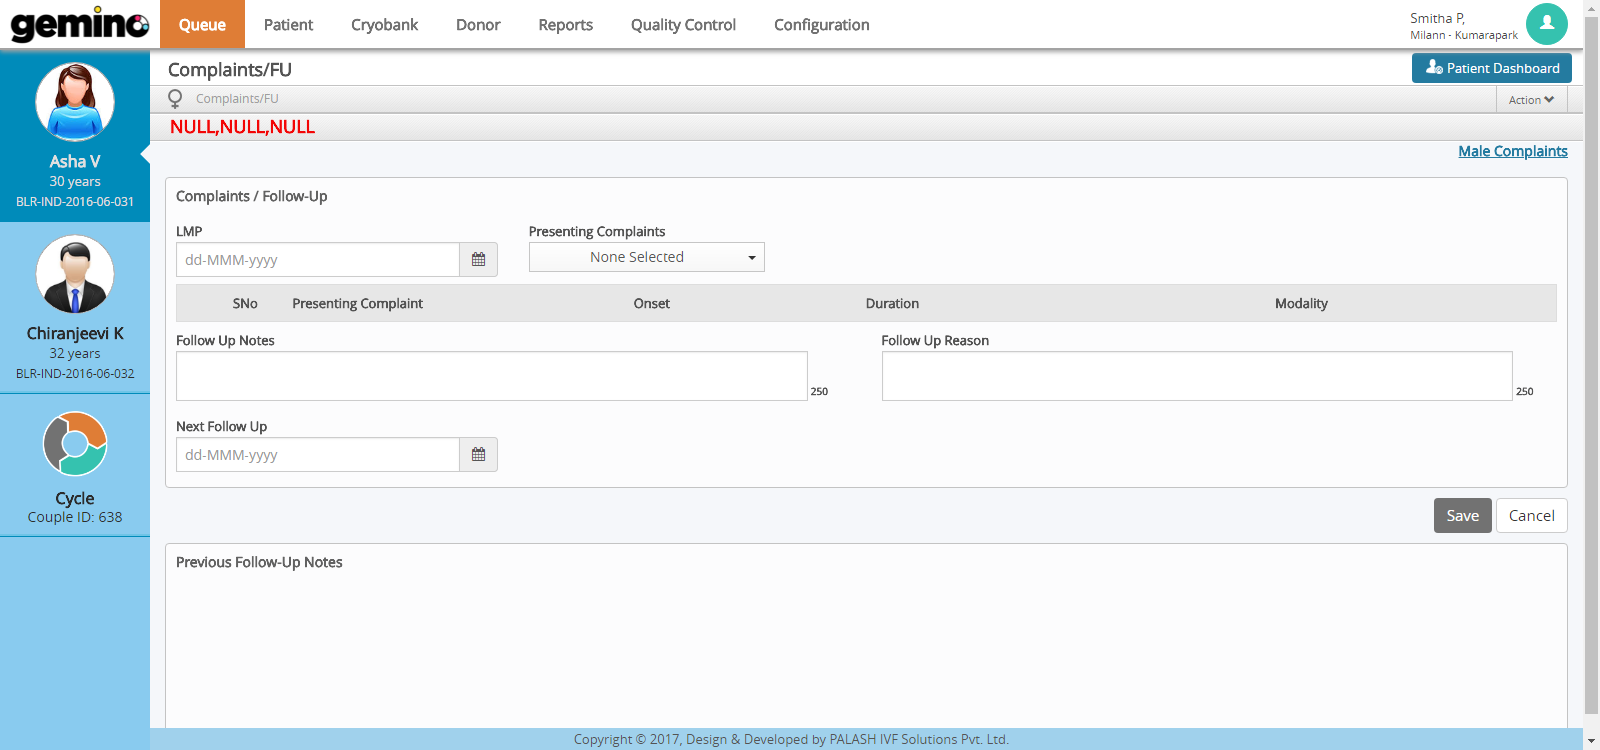 gemino
Queue
Patient
Cryobank
Donor
Reports
Quality Control
Configuration
Smitha P,
Milann - Kumarapark
Complaints/FU
Patient Dashboard
Complaints/FU
Action
NULL,NULL,NULL
Male Complaints
Asha V
30 years
BLR-IND-2016-06-031
Chiranjeevi K
32 years
BLR-IND-2016-06-032
Cycle
Couple ID: 638
Complaints / Follow-Up
LMP
dd-MMM-yyyy
Presenting Complaints
None Selected
SNo Presenting Complaint Onset Duration Modality
Follow Up Notes
250
Follow Up Reason
250
Next Follow Up
dd-MMM-yyyy
Save
Cancel
Previous Follow-Up Notes
Copyright © 2017, Design & Developed by PALASH IVF Solutions Pvt. Ltd.